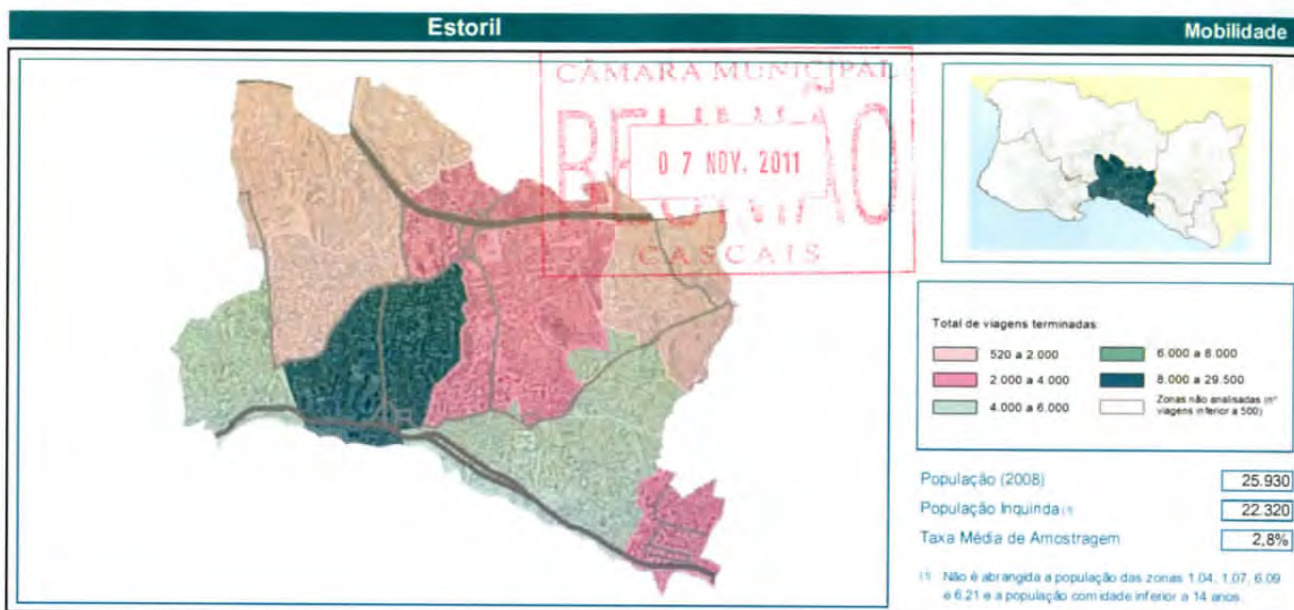 Estoril
Mobilidade
CÂMARA MUNICIPAL
REUNIÃO
0 7 NOV. 2011
CASCAIS
Total de viagens terminadas
520 a 2.000
2.000 a 4.000
4.000 a 6.000
6.000 a 8.000
8.000 a 29.500
Zonas não analisadas (nº
viagens inferior a 500)
População (2008)
25.930
População Inquirida (1)
22.320
Taxa Média de Amostragem
2,8%
(1) Não é abrangida a população das zonas 1.04, 1.07, 6.09
e 6.21 e a população com idade inferior a 14 anos.